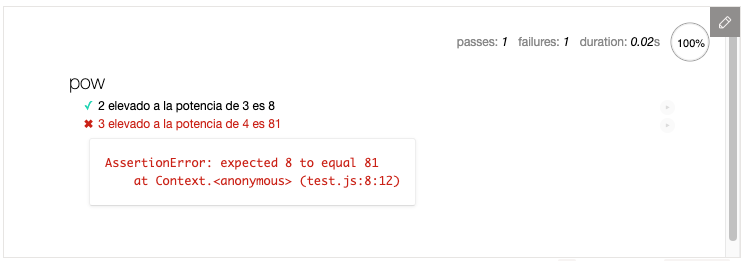 passes: 1 failures: 1 duration: 0.02s 100%
pow
✓ 2 elevado a la potencia de 3 es 8
✖ 3 elevado a la potencia de 4 es 81
AssertionError: expected 8 to equal 81
at Context.<anonymous> (test.js:8:12)